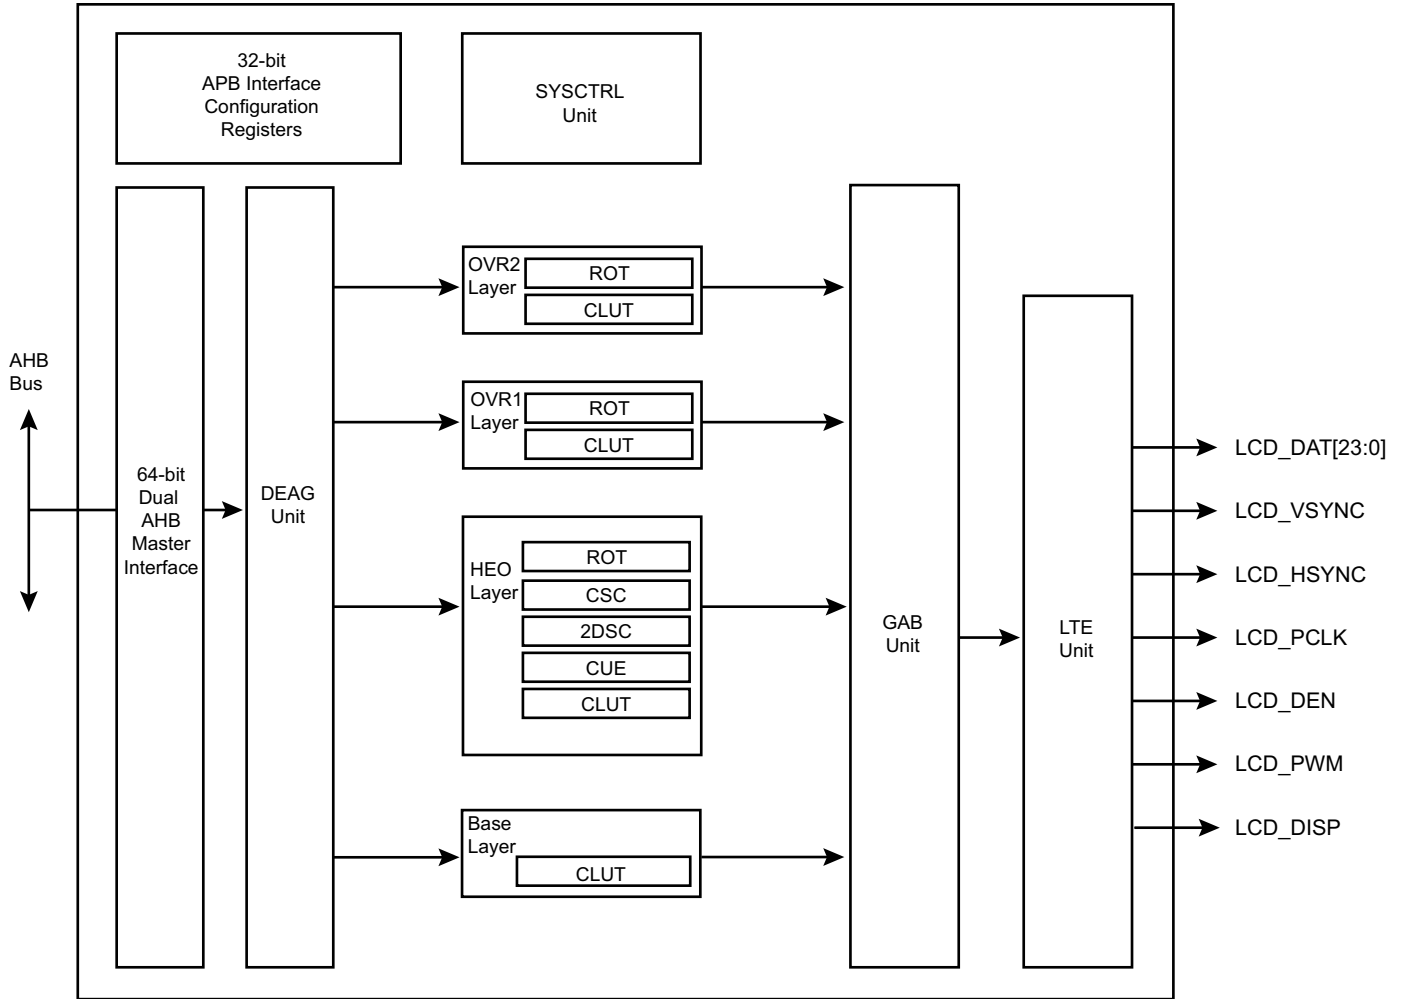 32-bit
APB Interface
Configuration
Registers
SYSCTRL
Unit
AHB
Bus
64-bit
Dual
AHB
Master
Interface
DEAG
Unit
OVR2
Layer
ROT
CLUT
OVR1
Layer
ROT
CLUT
HEO
Layer
ROT
CSC
2DSC
CUE
CLUT
Base
Layer
CLUT
GAB
Unit
LTE
Unit
LCD_DAT[23:0]
LCD_VSYNC
LCD_HSYNC
LCD_PCLK
LCD_DEN
LCD_PWM
LCD_DISP